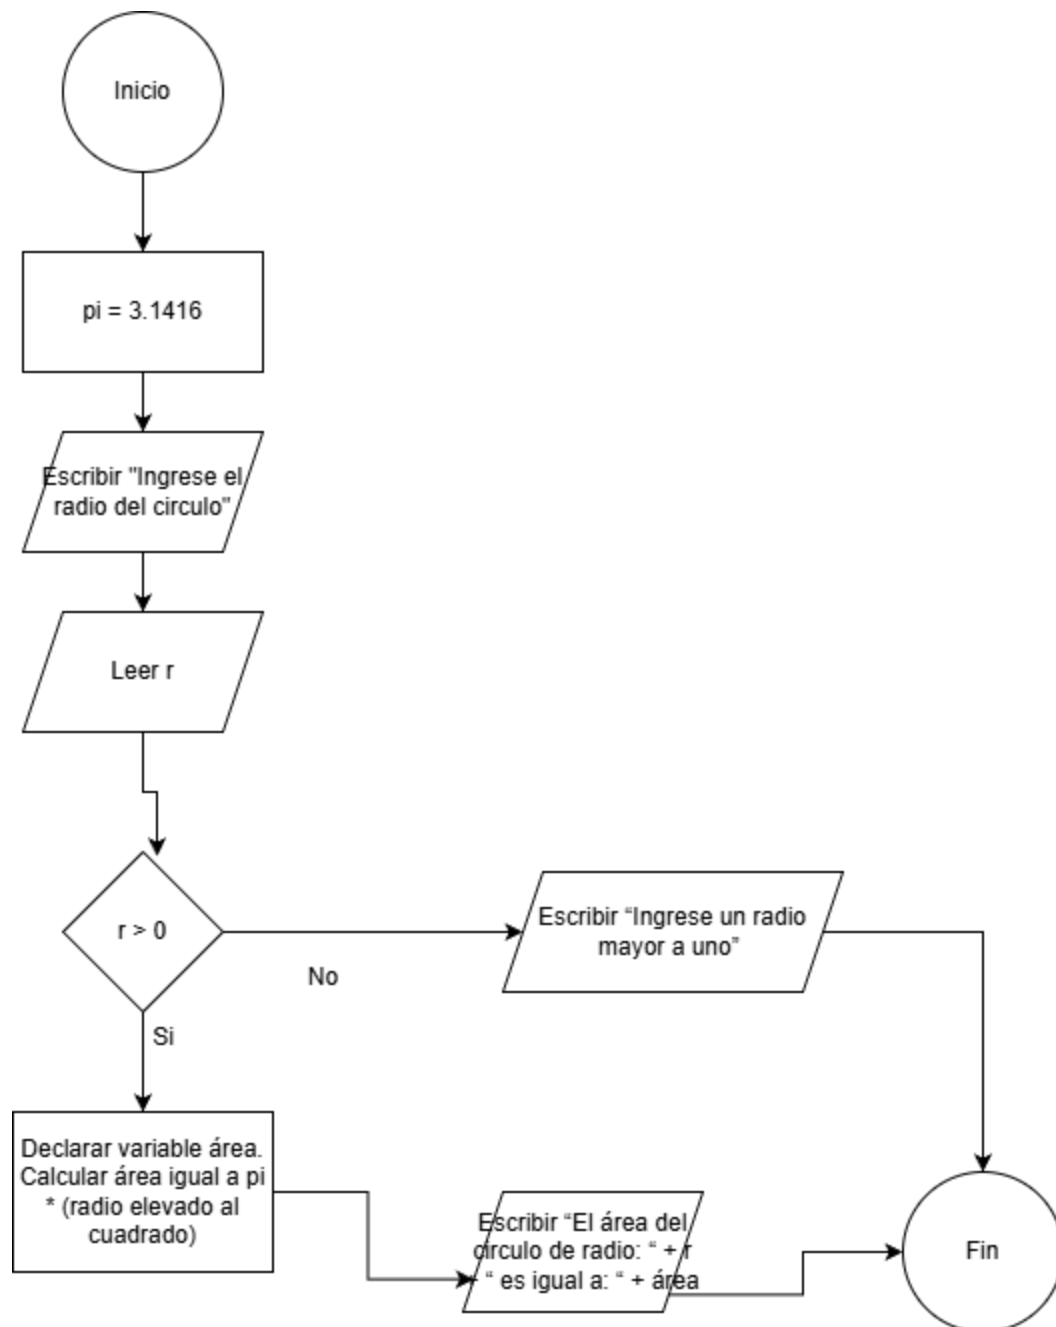 Inicio
pi = 3.1416
Escribir "Ingrese el
radio del circulo”
Leer r
r > 0
No
Escribir “Ingrese un radio
mayor a uno”
Si
Declarar variable área.
Calcular área igual a pi
* (radio elevado al
cuadrado)
Escribir “El área del
circulo de radio: “ + r
+ “ es igual a: “ + área
Fin